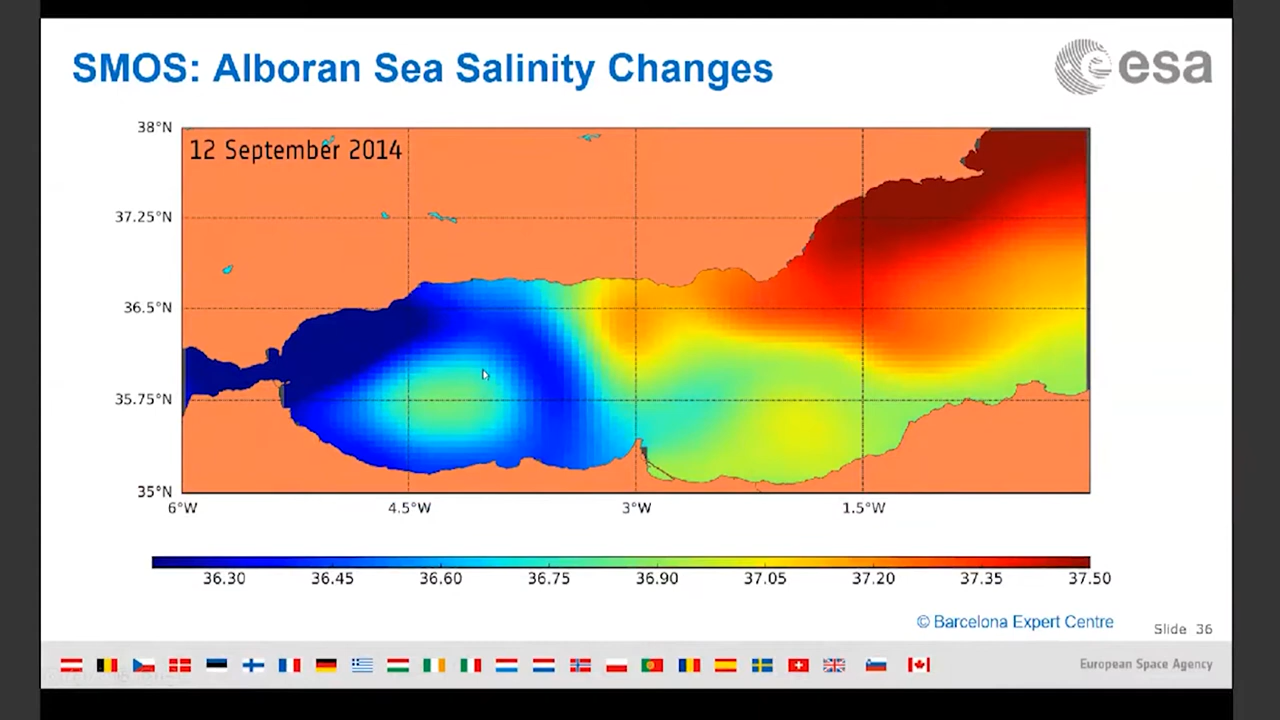 SMOS: Alboran Sea Salinity Changes
esa
12 September 2014
38°N
37.25°N
36.5°N
35.75°N
35°N
6°W 4.5°W 3°W 1.5°W
36.30 36.45 36.60 36.75 36.90 37.05 37.20 37.35 37.50
© Barcelona Expert Centre
Slide 36
European Space Agency